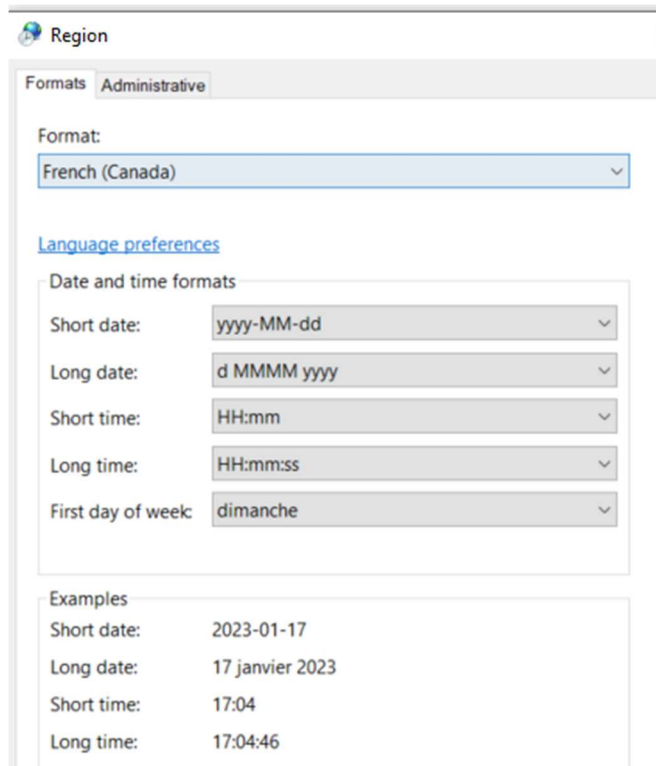 Region
Formats Administrative
Format:
French (Canada)
Language preferences
Date and time formats
Short date: yyyy-MM-dd
Long date: d MMMM yyyy
Short time: HH:mm
Long time: HH:mm:ss
First day of week: dimanche
Examples
Short date: 2023-01-17
Long date: 17 janvier 2023
Short time: 17:04
Long time: 17:04:46